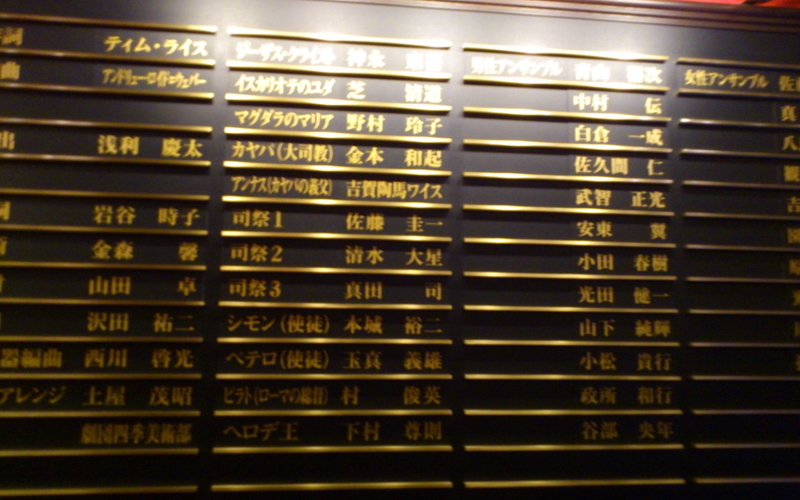 詞 ティム・ライス
曲 アンドリュー・ロイド=ウェバー
出 浅利 慶太
詞 岩谷 時子
金森 馨
山田 卓
沢田 祐二
器編曲 西川 啓光
アレンジ 土屋 茂昭
劇団四季美術部
ジーザス・クライスト 神永
イスカリオテのユダ 芝 清道
マグダラのマリア 野村 玲子
カヤパ(大司教) 金本 和起
アンナス(カヤパの義父) 吉賀陶馬ワイス
司祭1 佐藤 圭一
司祭2 清水 大星
司祭3 真田 司
シモン(使徒) 本城 裕二
ペテロ(使徒) 玉真 義雄
ピラト(ローマの総督) 村 俊英
ヘロデ王 下村 尊則
男性アンサンブル
中村 伝
白倉 一成
佐久間 仁
武智 正光
安東 翼
小田 春樹
光田 健一
山下 純輝
小松 貴行
政所 和行
谷部 央年
女性アンサンブル 佐
真
八
観
吉
園